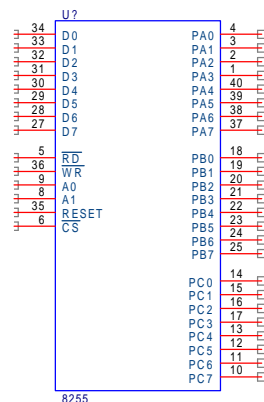 U?
34 D0 PA0 4
33 D1 PA1 3
32 D2 PA2 2
31 D3 PA3 1
30 D4 PA4 40
29 D5 PA5 39
28 D6 PA6 38
27 D7 PA7 37
5 RD PB0 18
36 WR PB1 19
9 A0 PB2 20
8 A1 PB3 21
35 RESET PB4 22
6 CS PB5 23
PB6 24
PB7 25
PC0 14
PC1 15
PC2 16
PC3 17
PC4 13
PC5 12
PC6 11
PC7 10
8255